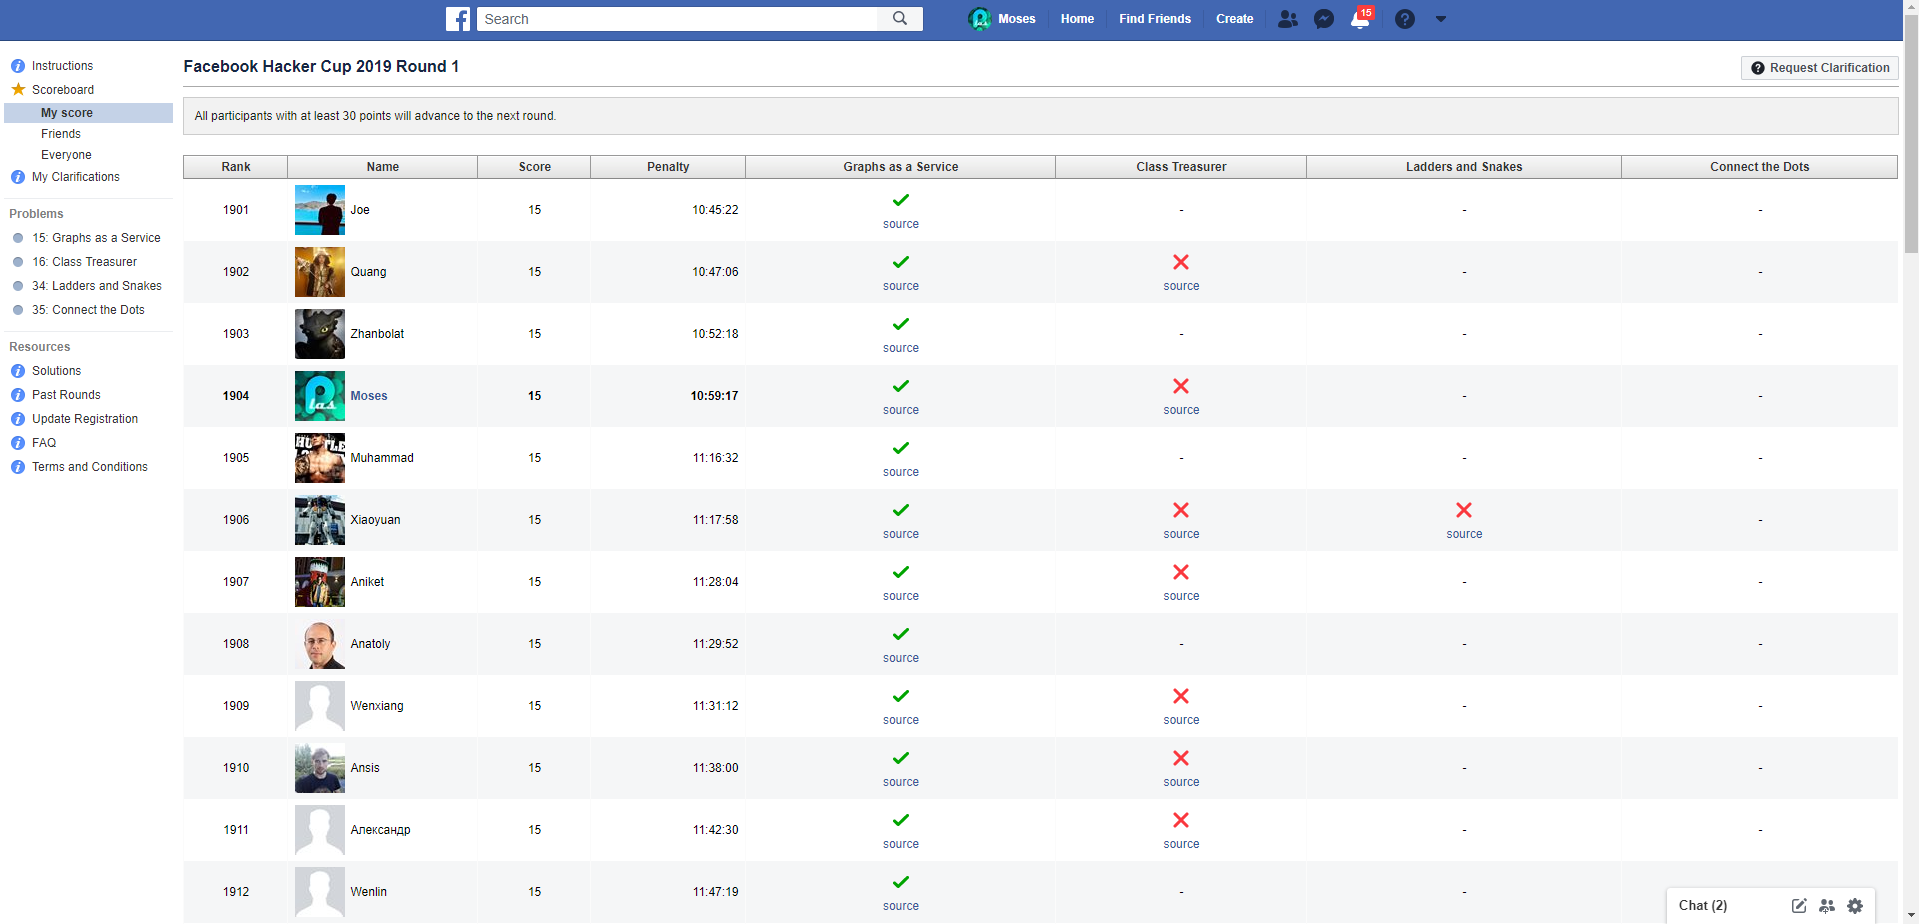 Search
Moses
Home
Find Friends
Create
15
Instructions
Scoreboard
My score
Friends
Everyone
My Clarifications
Problems
15: Graphs as a Service
16: Class Treasurer
34: Ladders and Snakes
35: Connect the Dots
Resources
Solutions
Past Rounds
Update Registration
FAQ
Terms and Conditions
Facebook Hacker Cup 2019 Round 1
Request Clarification
All participants with at least 30 points will advance to the next round.
Rank Name Score Penalty Graphs as a Service Class Treasurer Ladders and Snakes Connect the Dots
1901 Joe 15 10:45:22 - - -
source
1902 Quang 15 10:47:06 - -
source source
1903 Zhanbolat 15 10:52:18 - - -
source
1904 Moses 15 10:59:17 - -
source source
1905 Muhammad 15 11:16:32 - - -
source
1906 Xiaoyuan 15 11:17:58 -
source source source
1907 Aniket 15 11:28:04 - -
source source
1908 Anatoly 15 11:29:52 - - -
source
1909 Wenxiang 15 11:31:12 - -
source source
1910 Ansis 15 11:38:00 - -
source source
1911 Александр 15 11:42:30 - -
source source
1912 Wenlin 15 11:47:19 - -
source
Chat (2)